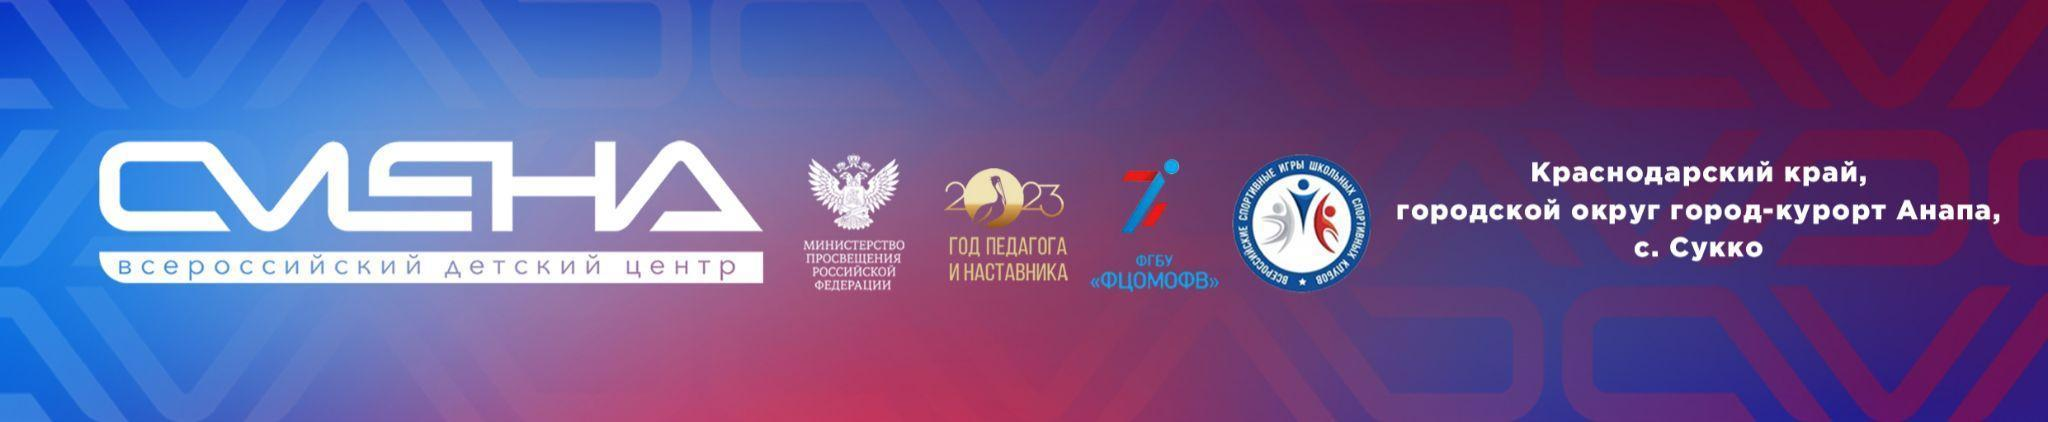 СМЕНА
всероссийский детский центр
МИНИСТЕРСТВО
ПРОСВЕЩЕНИЯ
РОССИЙСКОЙ
ФЕДЕРАЦИИ
2023
ГОД ПЕДАГОГА
И НАСТАВНИКА
ФГБУ
«ФЦОМОФВ»
ВСЕРОССИЙСКИЕ СПОРТИВНЫЕ ИГРЫ ШКОЛЬНЫХ СПОРТИВНЫХ КЛУБОВ
Краснодарский край,
городской округ город-курорт Анапа,
с. Сукко